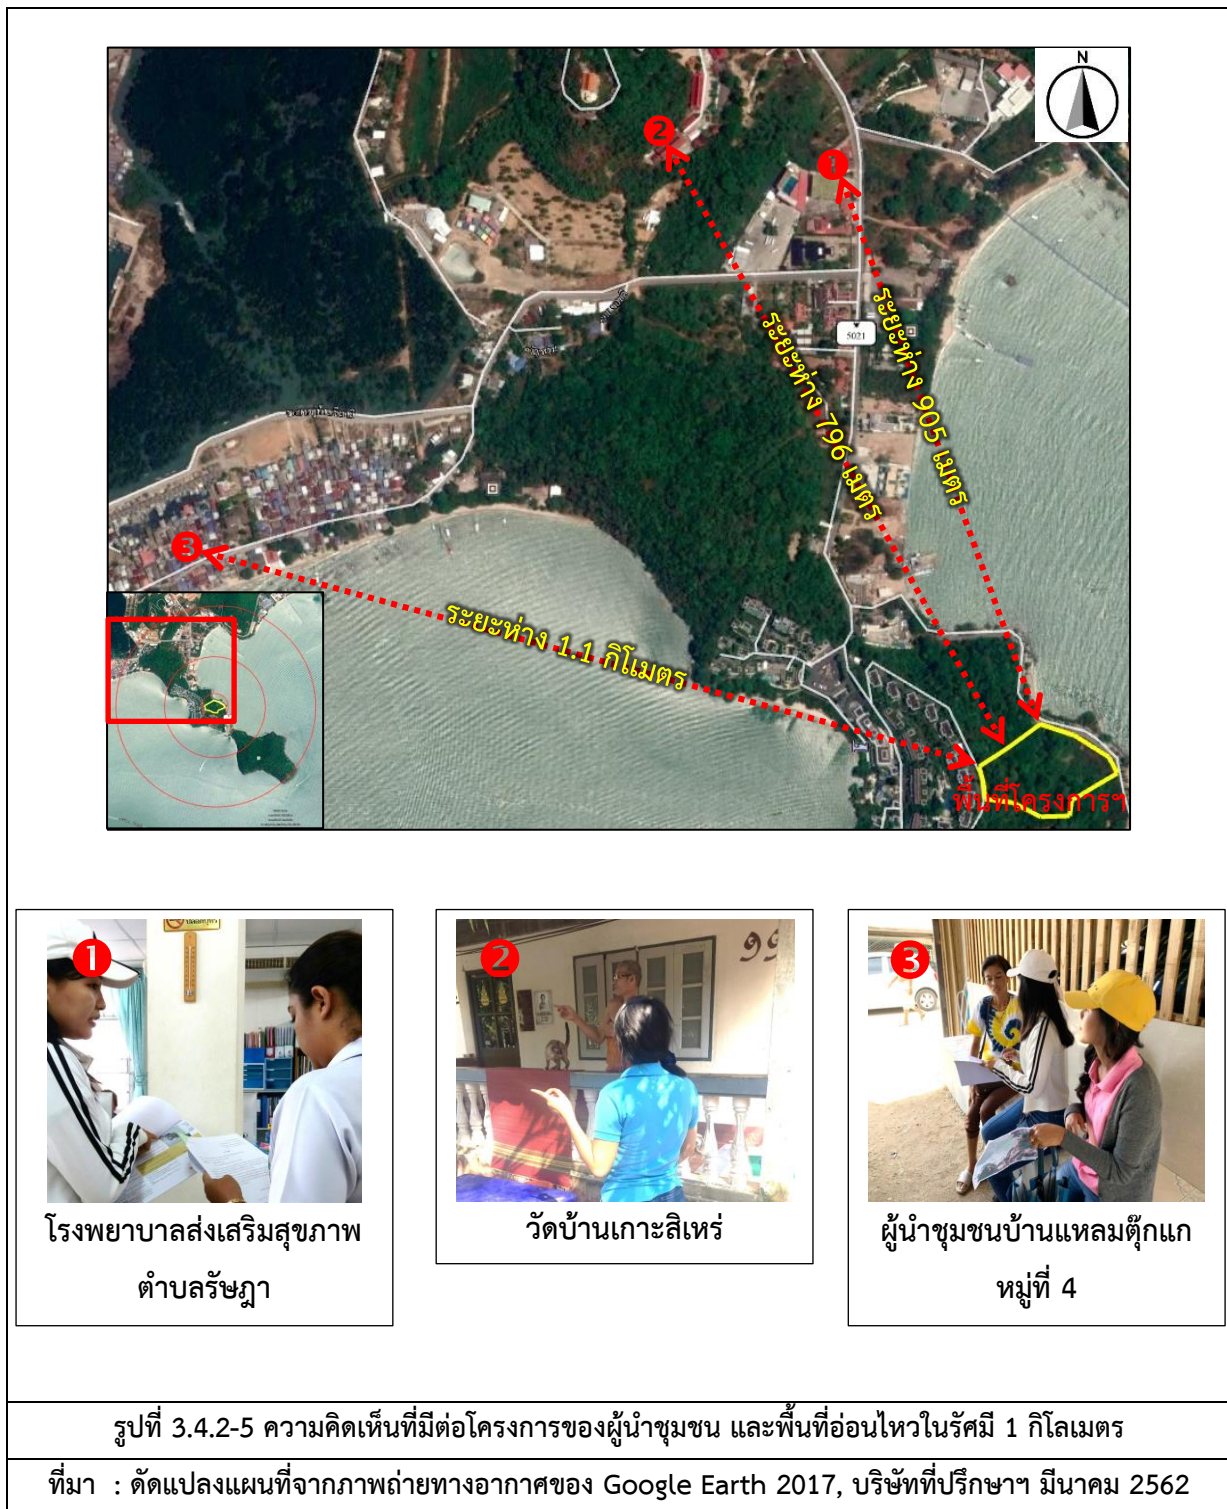 N
❷
❶
5021
ระยะห่าง 905 เมตร
ระยะห่าง 796 เมตร
❸
ระยะห่าง 1.1 กิโเมตร
พื้นที่โครงการฯ
❶
❷
99
❸
โรงพยาบาลส่งเสริมสุขภาพ
ตำบลรัษฎา
วัดบ้านเกาะสิเหร่
ผู้นำชุมชนบ้านแหลมตุ๊กแก
หมู่ที่ 4
รูปที่ 3.4.2-5 ความคิดเห็นที่มีต่อโครงการของผู้นำชุมชน และพื้นที่อ่อนไหวในรัศมี 1 กิโลเมตร
ที่มา : ดัดแปลงแผนที่จากภาพถ่ายทางอากาศของ Google Earth 2017, บริษัทที่ปรึกษาฯ มีนาคม 2562